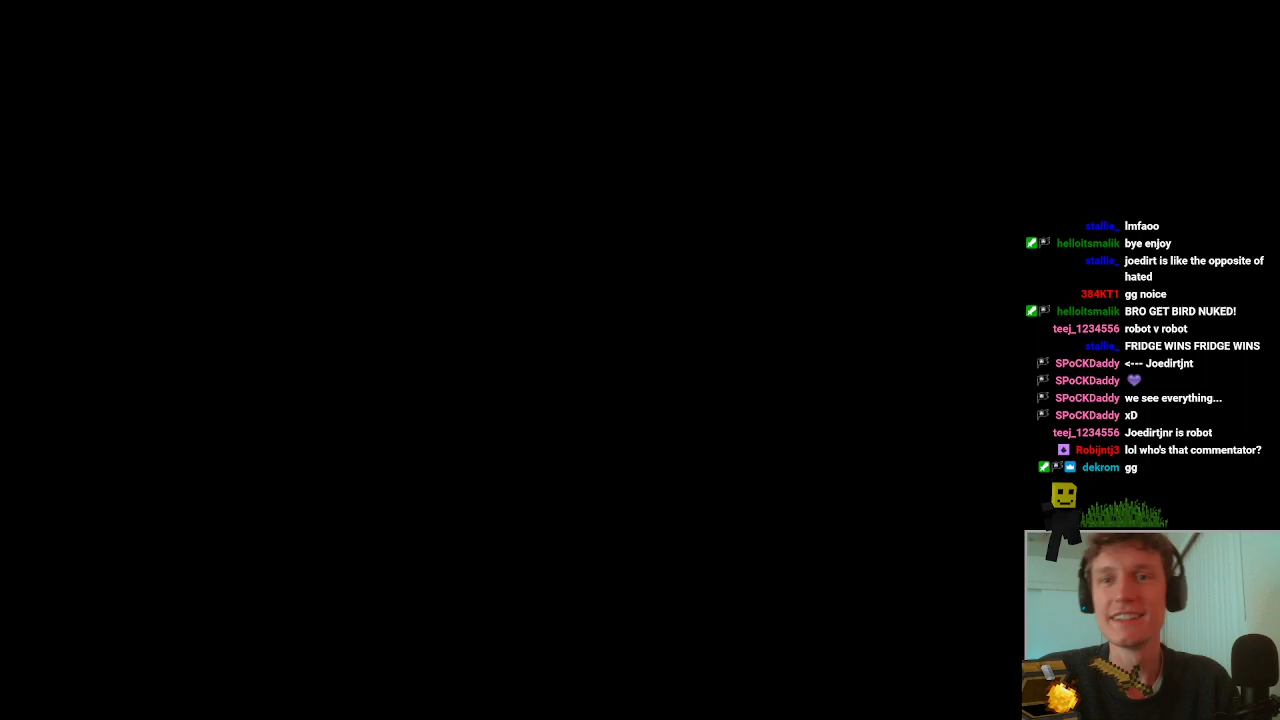 stallie_ lmfaoo
helloitsmalik bye enjoy
stallie_ joedirt is like the opposite of
hated
384KT1 gg noice
helloitsmalik BRO GET BIRD NUKED!
teej_1234556 robot v robot
stallie_ FRIDGE WINS FRIDGE WINS
SPoCKDaddy <--- Joedirtjnt
SPoCKDaddy
SPoCKDaddy we see everything...
SPoCKDaddy xD
teej_1234556 Joedirtjnr is robot
Robijntj3 lol who's that commentator?
dekrom gg